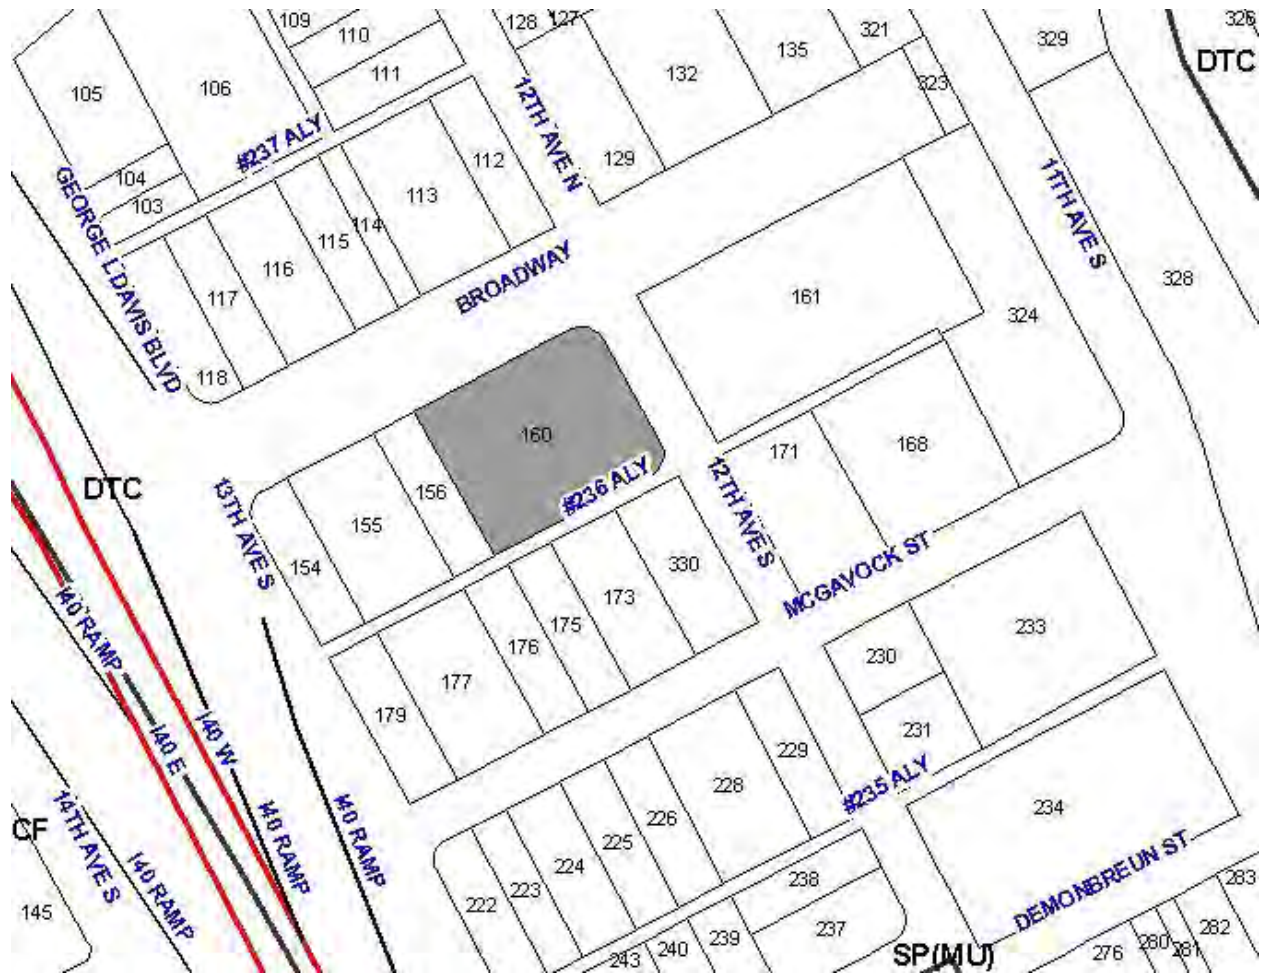 109
128
127
321
326
110
135
329
DTC
111
132
323
105
106
12TH AVE N
#237 ALY
129
112
104
103
113
11TH AVE S
GEORGE L DAVIS BLVD
114
115
116
BROADWAY
328
117
161
324
118
160
171
168
DTC
13TH AVE S
156
#236 ALY
12TH AVE S
155
154
330
MCGAVOCK ST
173
175
I40 RAMP
176
233
230
177
179
231
I40 W
I40 E
229
228
#235 ALY
226
234
225
224
I40 RAMP
I40 RAMP
14TH AVE S
CF
238
DEMONBREUN ST
283
223
222
I40 RAMP
145
237
239
282
240
243
280
281
276
SP(MU)